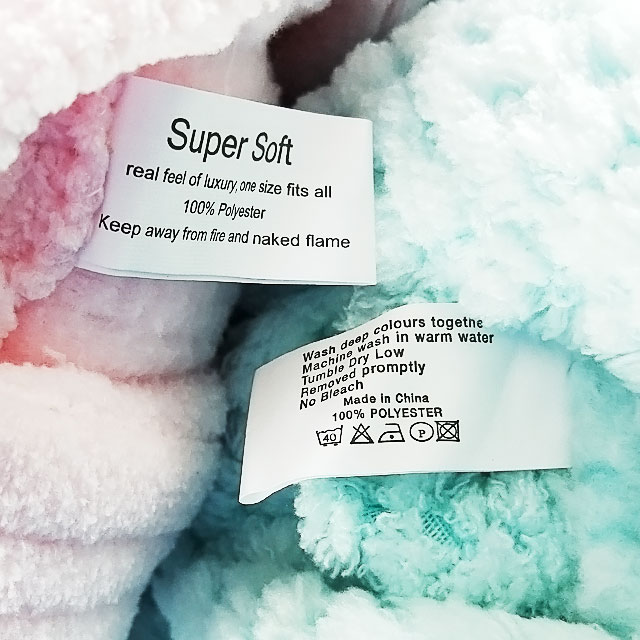 Super Soft
real feel of luxury, one size fits all
100% Polyester
Keep away from fire and naked flame
Wash deep colours togethe
Machine wash in warm water
Tumble Dry Low
Removed promptly
No Bleach
Made in China
100% POLYESTER
40 P